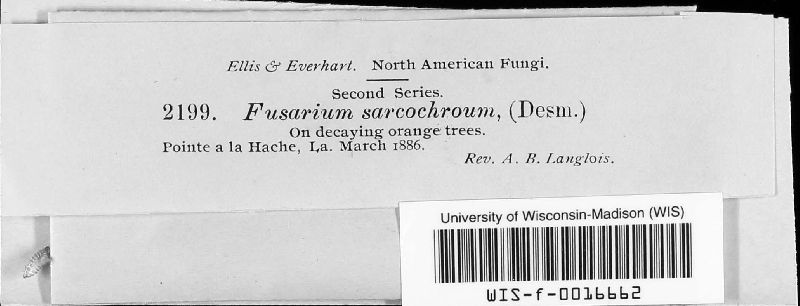 Ellis & Everhart. North American Fungi.
Second Series.
2199. Fusarium sarcochroum, (Desm.)
On decaying orange trees.
Pointe a la Hache, La. March 1886.
Rev. A. B. Langlois.
University of Wisconsin-Madison (WIS)
WIS-f-0016662